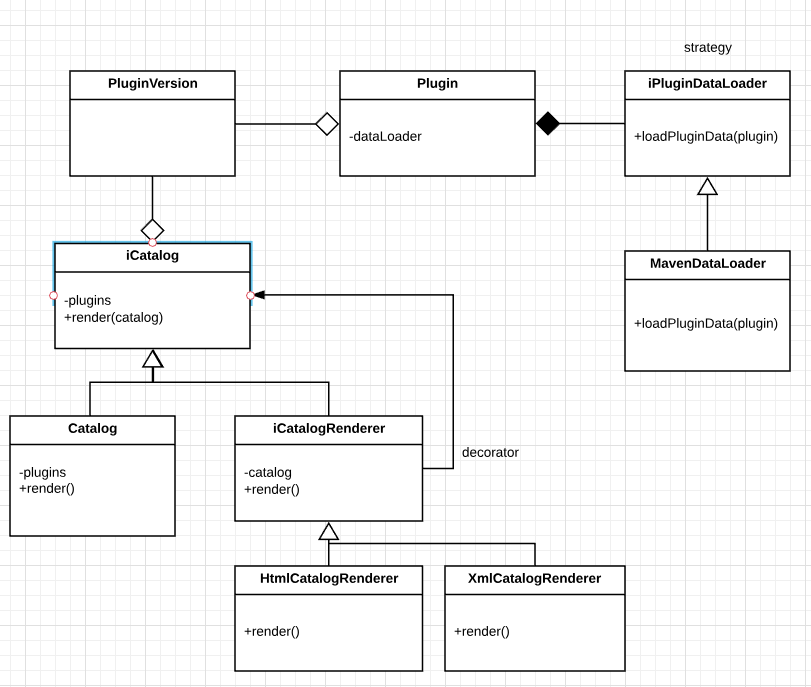 strategy
PluginVersion
Plugin
-dataLoader
iPluginDataLoader
+loadPluginData(plugin)
MavenDataLoader
+loadPluginData(plugin)
iCatalog
-plugins
+render(catalog)
Catalog
-plugins
+render()
iCatalogRenderer
-catalog
+render()
decorator
HtmlCatalogRenderer
+render()
XmlCatalogRenderer
+render()